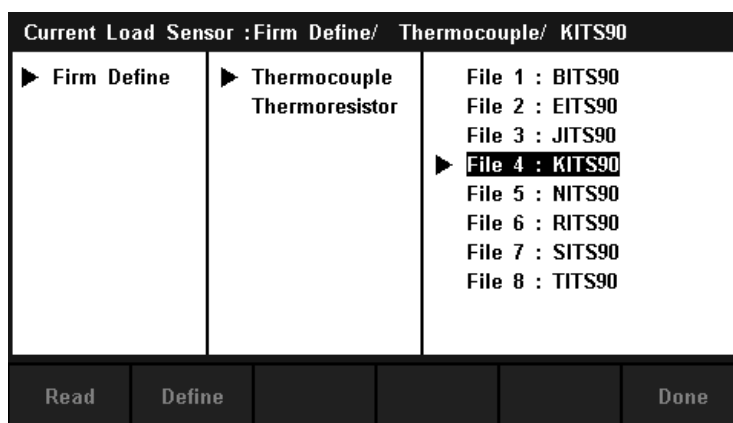 Current Load Sensor :Firm Define/ Thermocouple/ KITS90
▶ Firm Define
▶ Thermocouple
Thermoresistor
File 1 : BITS90
File 2 : EITS90
File 3 : JITS90
▶ File 4 : KITS90
File 5 : NITS90
File 6 : RITS90
File 7 : SITS90
File 8 : TITS90
Read Define Done